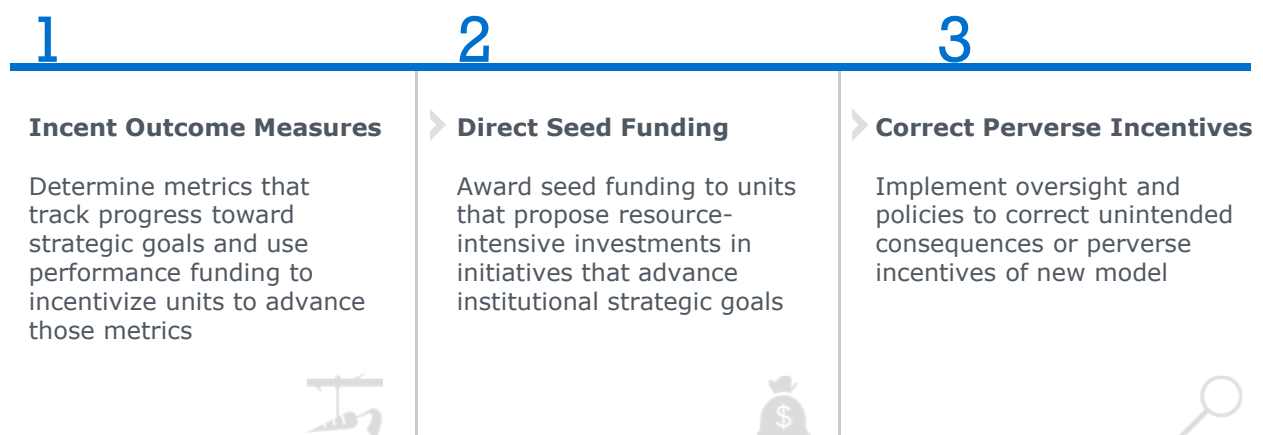 1
2
3
Incent Outcome Measures
Determine metrics that
track progress toward
strategic goals and use
performance funding to
incentivize units to advance
those metrics
Direct Seed Funding
Award seed funding to units
that propose resource-
intensive investments in
initiatives that advance
institutional strategic goals
$
Correct Perverse Incentives
Implement oversight and
policies to correct unintended
consequences or perverse
incentives of new model